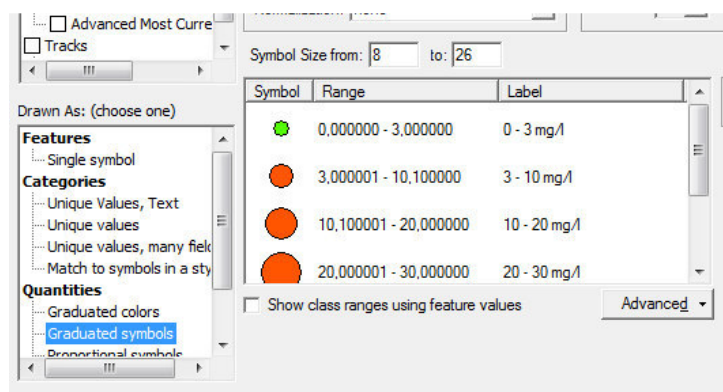 Advanced Most Curre
Tracks
Drawn As: (choose one)
Features
Single symbol
Categories
Unique Values, Text
Unique values
Unique values, many field
Match to symbols in a sty
Quantities
Graduated colors
Graduated symbols
Proportional symbols
Symbol Size from: 8 to: 26
Symbol Range Label
0,000000 - 3,000000 0 - 3 mg/l
3,000001 - 10,100000 3 - 10 mg/l
10,100001 - 20,000000 10 - 20 mg/l
20,000001 - 30,000000 20 - 30 mg/l
Show class ranges using feature values
Advanced